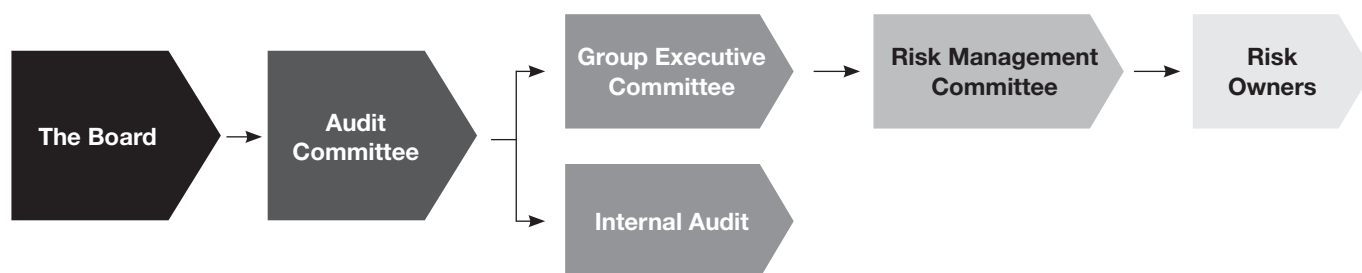 The Board
Audit
Committee
Group Executive
Committee
Risk Management
Committee
Risk
Owners
Internal Audit